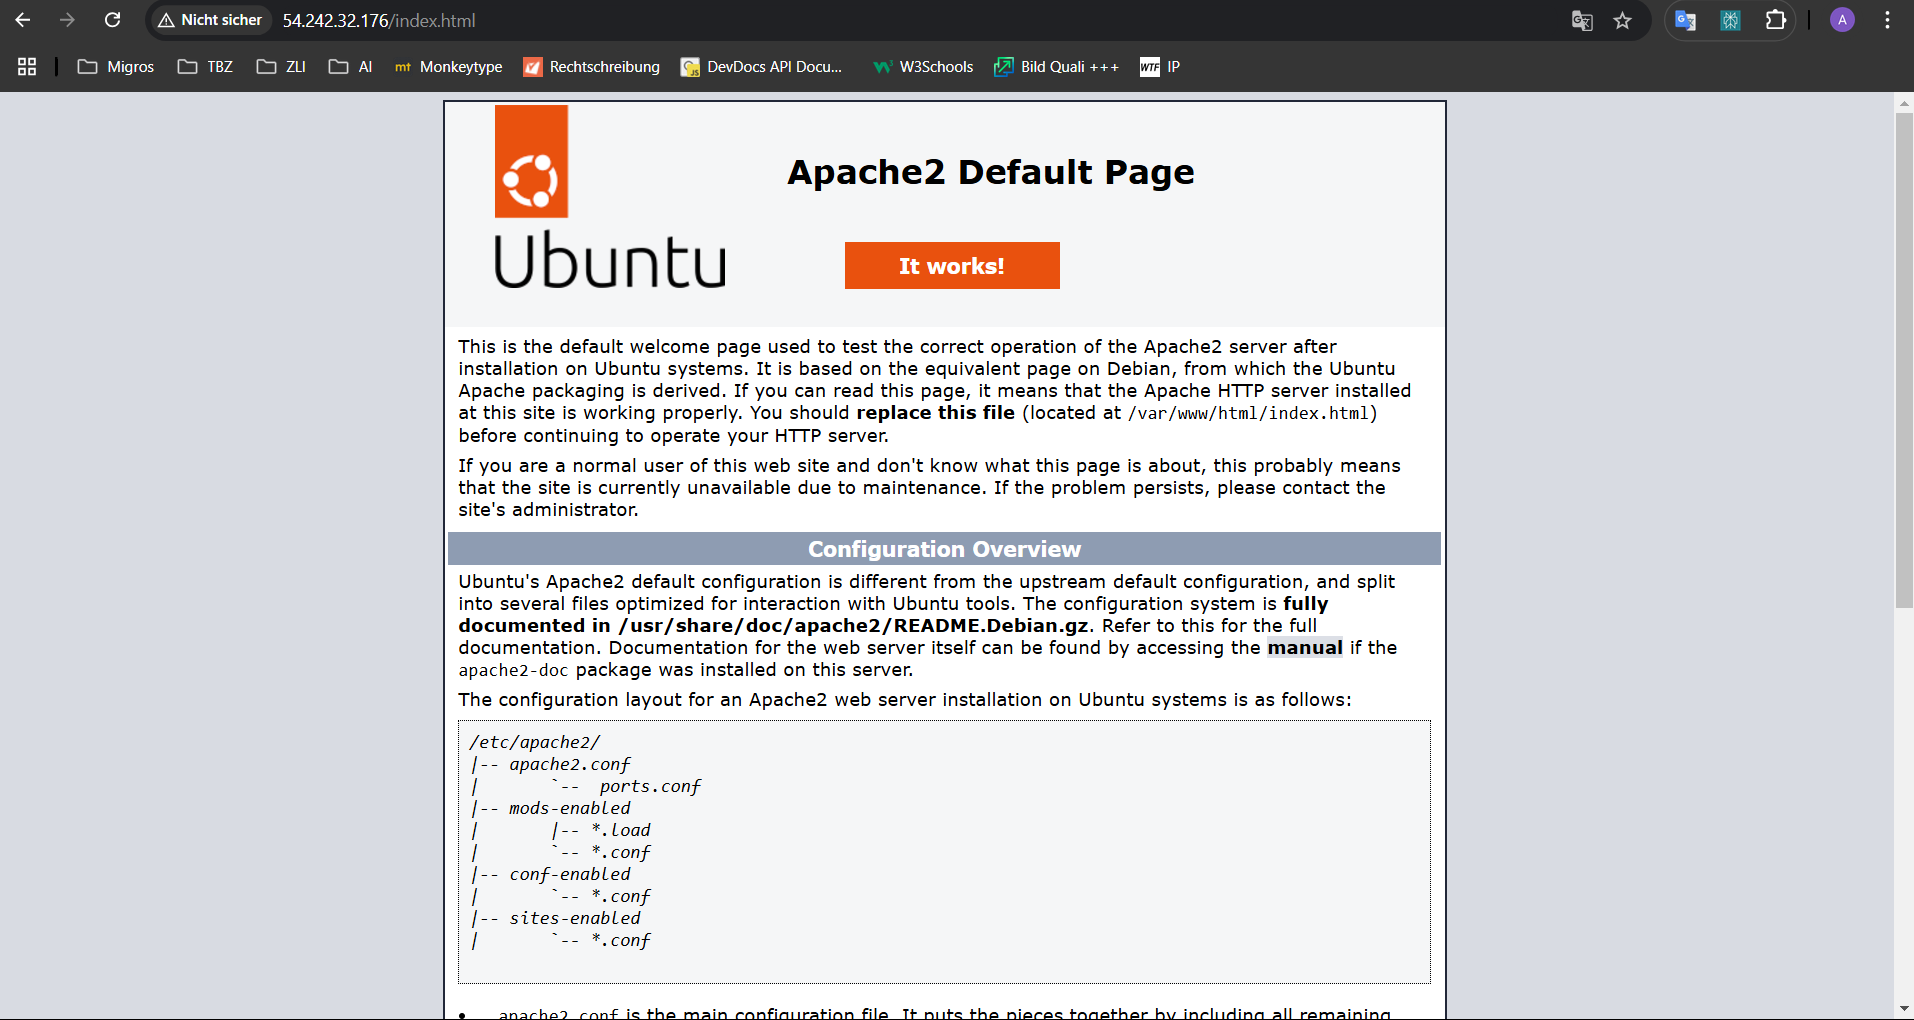 Nicht sicher 54.242.32.176/index.html A
Migros TBZ ZLI AI mt Monkeytype Rechtschreibung DevDocs API Docu... W3Schools Bild Quali +++ WTF IP
Apache2 Default Page
Ubuntu
It works!
This is the default welcome page used to test the correct operation of the Apache2 server after
installation on Ubuntu systems. It is based on the equivalent page on Debian, from which the Ubuntu
Apache packaging is derived. If you can read this page, it means that the Apache HTTP server installed
at this site is working properly. You should replace this file (located at /var/www/html/index.html)
before continuing to operate your HTTP server.
If you are a normal user of this web site and don't know what this page is about, this probably means
that the site is currently unavailable due to maintenance. If the problem persists, please contact the
site's administrator.
Configuration Overview
Ubuntu's Apache2 default configuration is different from the upstream default configuration, and split
into several files optimized for interaction with Ubuntu tools. The configuration system is fully
documented in /usr/share/doc/apache2/README.Debian.gz. Refer to this for the full
documentation. Documentation for the web server itself can be found by accessing the manual if the
apache2-doc package was installed on this server.
The configuration layout for an Apache2 web server installation on Ubuntu systems is as follows:
/etc/apache2/
|-- apache2.conf
|       `--  ports.conf
|-- mods-enabled
|       |-- *.load
|       `-- *.conf
|-- conf-enabled
|       `-- *.conf
|-- sites-enabled
|       `-- *.conf
• apache2.conf is the main configuration file. It puts the pieces together by including all remaining